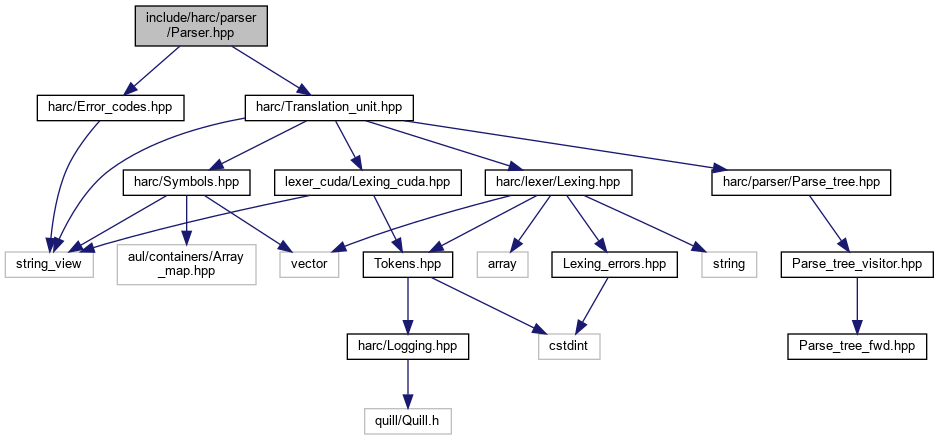 include/harc/parser
/Parser.hpp
harc/Error_codes.hpp
harc/Translation_unit.hpp
harc/Symbols.hpp
lexer_cuda/Lexing_cuda.hpp
harc/lexer/Lexing.hpp
harc/parser/Parse_tree.hpp
string_view
aul/containers/Array
_map.hpp
vector
Tokens.hpp
array
Lexing_errors.hpp
string
Parse_tree_visitor.hpp
harc/Logging.hpp
cstdint
Parse_tree_fwd.hpp
quill/Quill.h